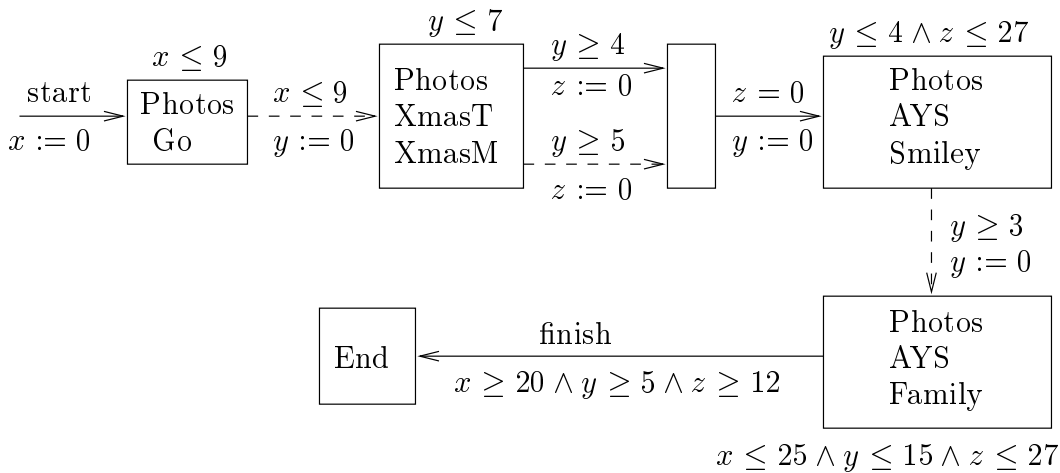 start
x := 0
x ≤ 9
Photos
Go
x ≤ 9
y := 0
y ≤ 7
Photos
XmasT
XmasM
y ≥ 4
z := 0
y ≥ 5
z := 0
z = 0
y := 0
y ≤ 4 ∧ z ≤ 27
Photos
AYS
Smiley
y ≥ 3
y := 0
Photos
AYS
Family
x ≤ 25 ∧ y ≤ 15 ∧ z ≤ 27
finish
x ≥ 20 ∧ y ≥ 5 ∧ z ≥ 12
End